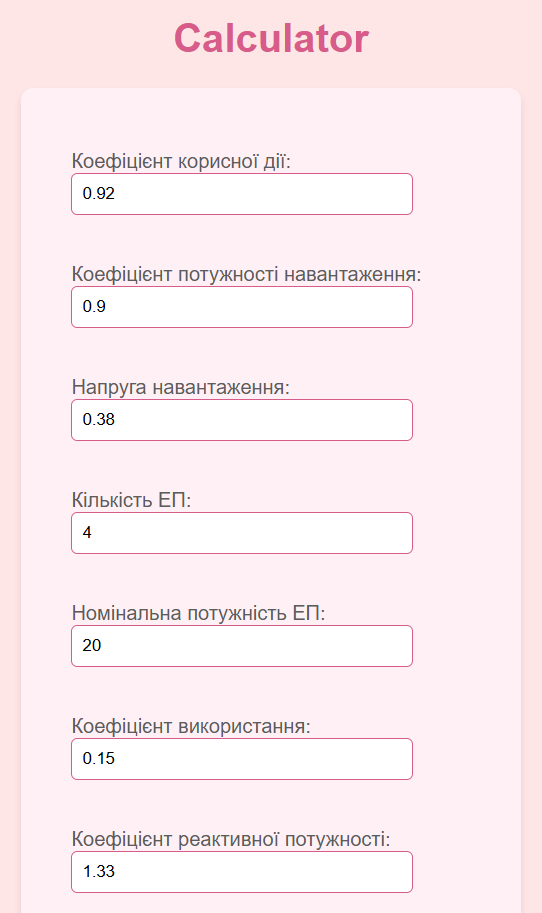 Calculator
Коефіцієнт корисної дії:
0.92
Коефіцієнт потужності навантаження:
0.9
Напруга навантаження:
0.38
Кількість ЕП:
4
Номінальна потужність ЕП:
20
Коефіцієнт використання:
0.15
Коефіцієнт реактивної потужності:
1.33